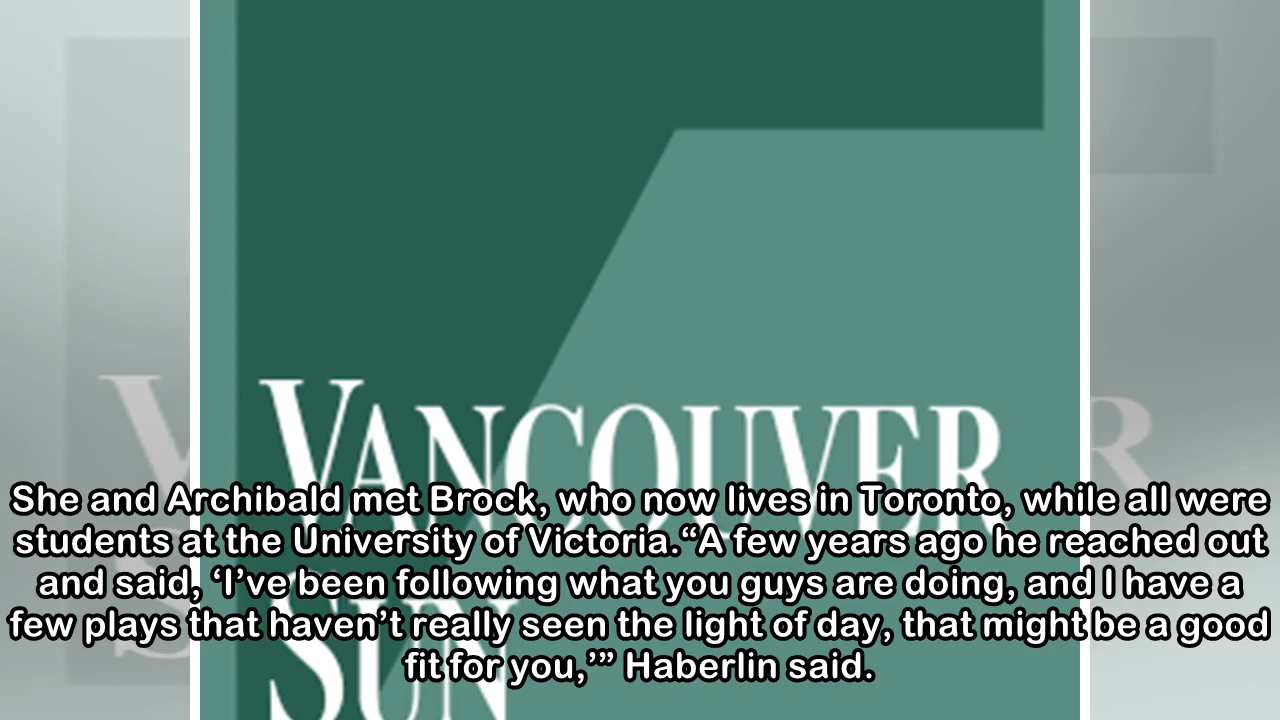 VANCOUVER
SUN
She and Archibald met Brock, who now lives in Toronto, while all were
students at the University of Victoria.“A few years ago he reached out
and said, ‘I’ve been following what you guys are doing, and I have a
few plays that haven’t really seen the light of day, that might be a good
fit for you,’” Haberlin said.